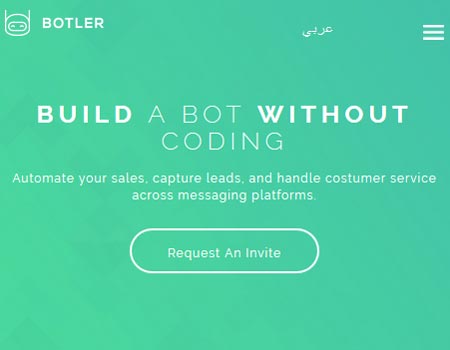 BOTLER
عربي
BUILD A BOT WITHOUT
CODING
Automate your sales, capture leads, and handle costumer service
across messaging platforms.
Request An Invite